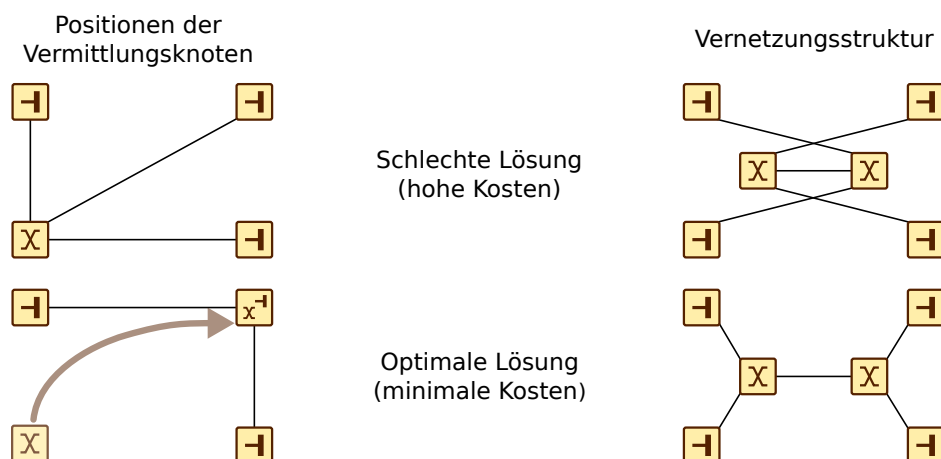 Positionen der
Vermittlungsknoten
Vernetzungsstruktur
Schlechte Lösung
(hohe Kosten)
Optimale Lösung
(minimale Kosten)